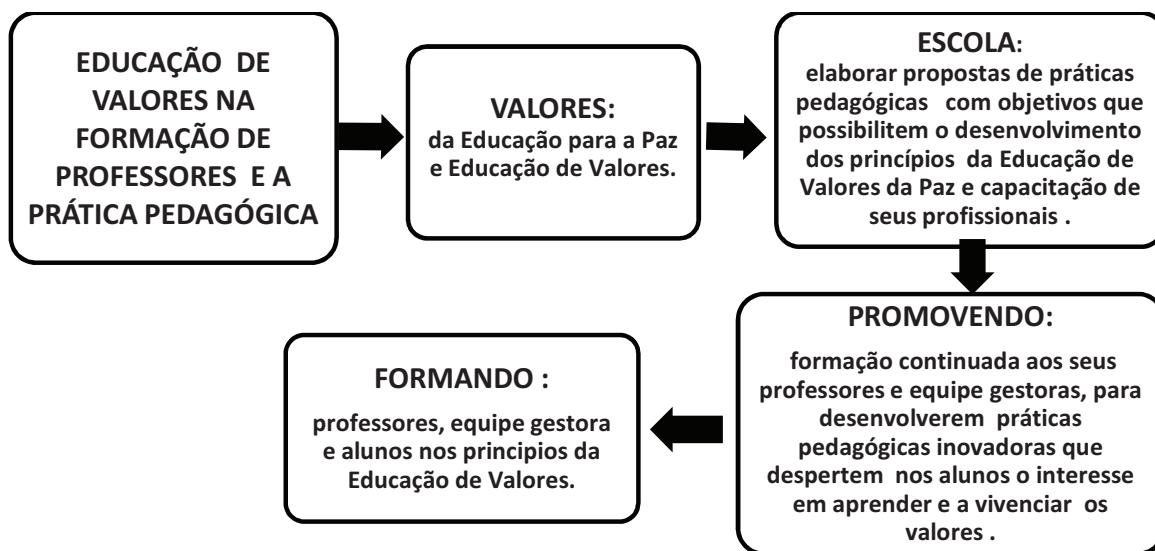 EDUCAÇÃO DE
VALORES NA
FORMAÇÃO DE
PROFESSORES E A
PRÁTICA PEDAGÓGICA
VALORES:
da Educação para a Paz
e Educação de Valores.
ESCOLA:
elaborar propostas de práticas
pedagógicas com objetivos que
possibilitem o desenvolvimento
dos princípios da Educação de
Valores da Paz e capacitação de
seus profissionais .
PROMOVENDO:
formação continuada aos seus
professores e equipe gestoras, para
desenvolverem práticas
pedagógicas inovadoras que
despertem nos alunos o interesse
em aprender e a vivenciar os
valores .
FORMANDO :
professores, equipe gestora
e alunos nos principios da
Educação de Valores.